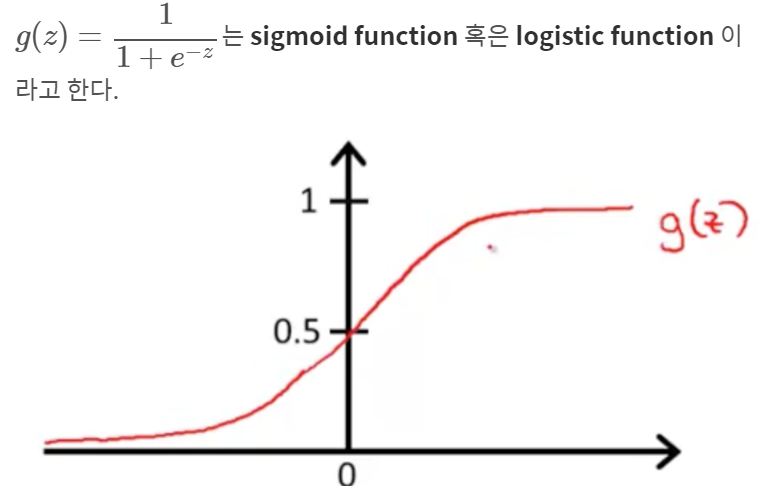 g(z) = 1 / (1 + e^{-z}) 는 sigmoid function 혹은 logistic function 이
라고 한다.
1
g(z)
0.5
0